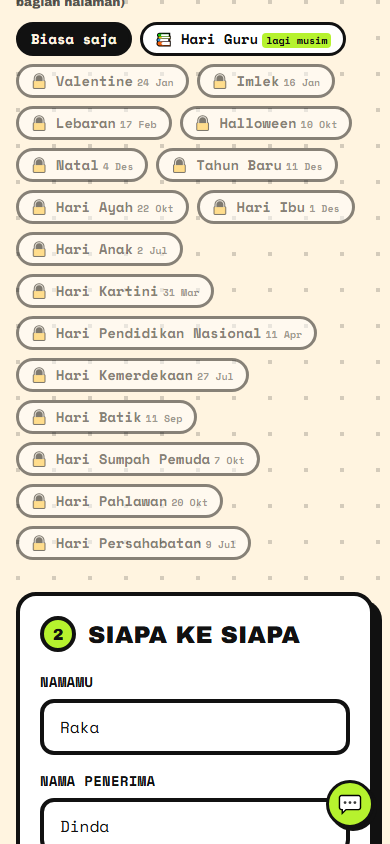 bagian halaman)
Biasa saja
Hari Guru lagi musim
Valentine 24 Jan
Imlek 16 Jan
Lebaran 17 Feb
Halloween 10 Okt
Natal 4 Des
Tahun Baru 11 Des
Hari Ayah 22 Okt
Hari Ibu 1 Des
Hari Anak 2 Jul
Hari Kartini 31 Mar
Hari Pendidikan Nasional 11 Apr
Hari Kemerdekaan 27 Jul
Hari Batik 11 Sep
Hari Sumpah Pemuda 7 Okt
Hari Pahlawan 20 Okt
Hari Persahabatan 9 Jul
2 SIAPA KE SIAPA
NAMAMU
Raka
NAMA PENERIMA
Dinda